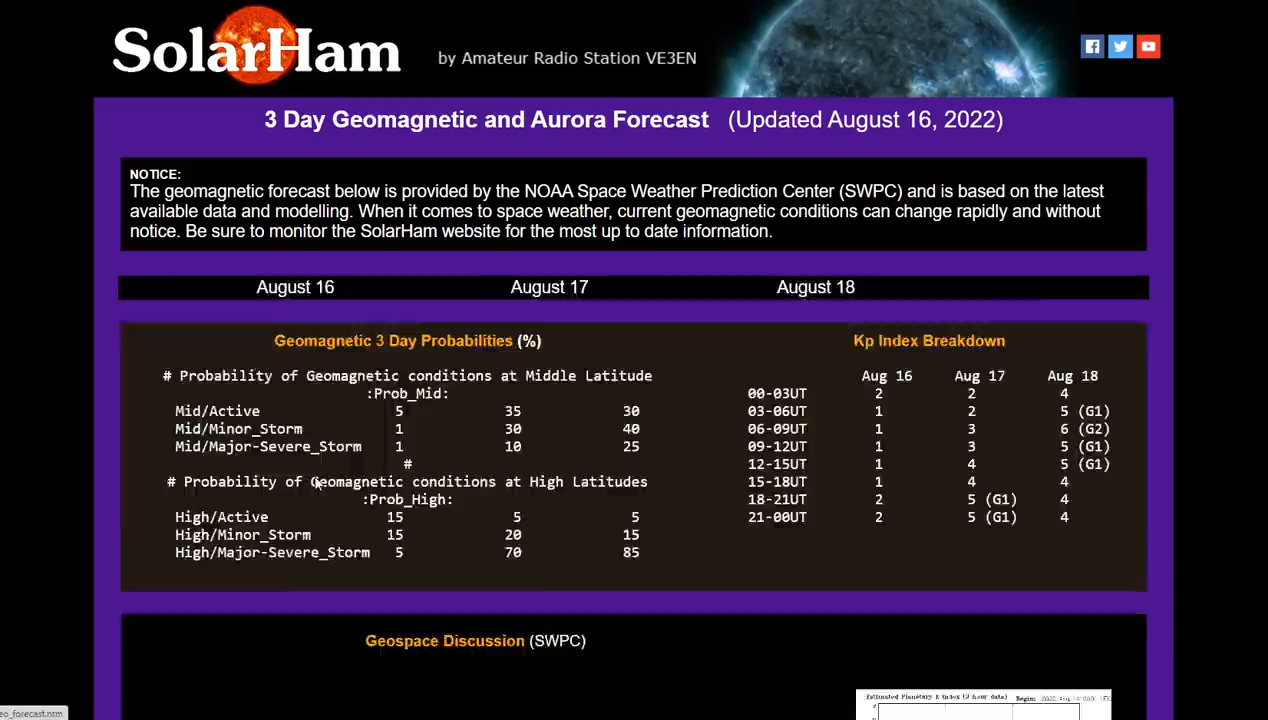 SolarHam
by Amateur Radio Station VE3EN
3 Day Geomagnetic and Aurora Forecast (Updated August 16, 2022)
NOTICE:
The geomagnetic forecast below is provided by the NOAA Space Weather Prediction Center (SWPC) and is based on the latest
available data and modelling. When it comes to space weather, current geomagnetic conditions can change rapidly and without
notice. Be sure to monitor the SolarHam website for the most up to date information.
August 16 August 17 August 18
Geomagnetic 3 Day Probabilities (%)
# Probability of Geomagnetic conditions at Middle Latitude
:Prob_Mid:
Mid/Active 5 35 30
Mid/Minor_Storm 1 30 40
Mid/Major-Severe_Storm 1 10 25
#
# Probability of Geomagnetic conditions at High Latitudes
:Prob_High:
High/Active 15 5 5
High/Minor_Storm 15 20 15
High/Major-Severe_Storm 5 70 85
Kp Index Breakdown
Aug 16 Aug 17 Aug 18
00-03UT 2 2 4
03-06UT 1 2 5 (G1)
06-09UT 1 3 6 (G2)
09-12UT 1 3 5 (G1)
12-15UT 1 4 5 (G1)
15-18UT 1 4 4
18-21UT 2 5 (G1) 4
21-00UT 2 5 (G1) 4
Geospace Discussion (SWPC)
Estimated Planetary K index (3 hour data)